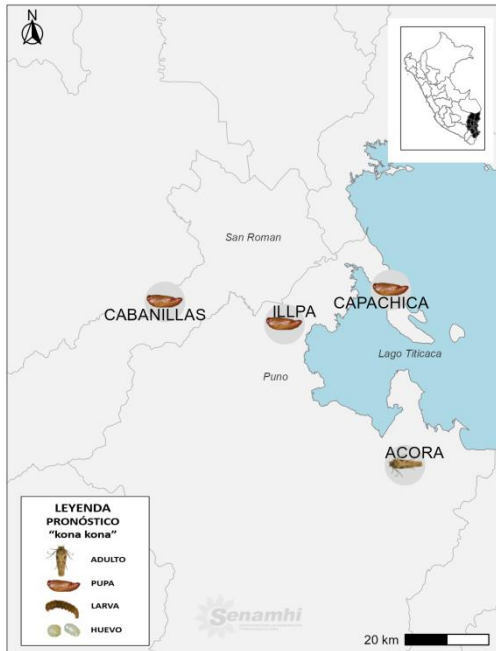 N
San Roman
CABANILLAS
ILLPA
CAPACHICA
Lago Titicaca
Puno
ACORA
LEYENDA
PRONÓSTICO
“kona kona”
ADULTO
PUPA
LARVA
HUEVO
Senamhi
20 km